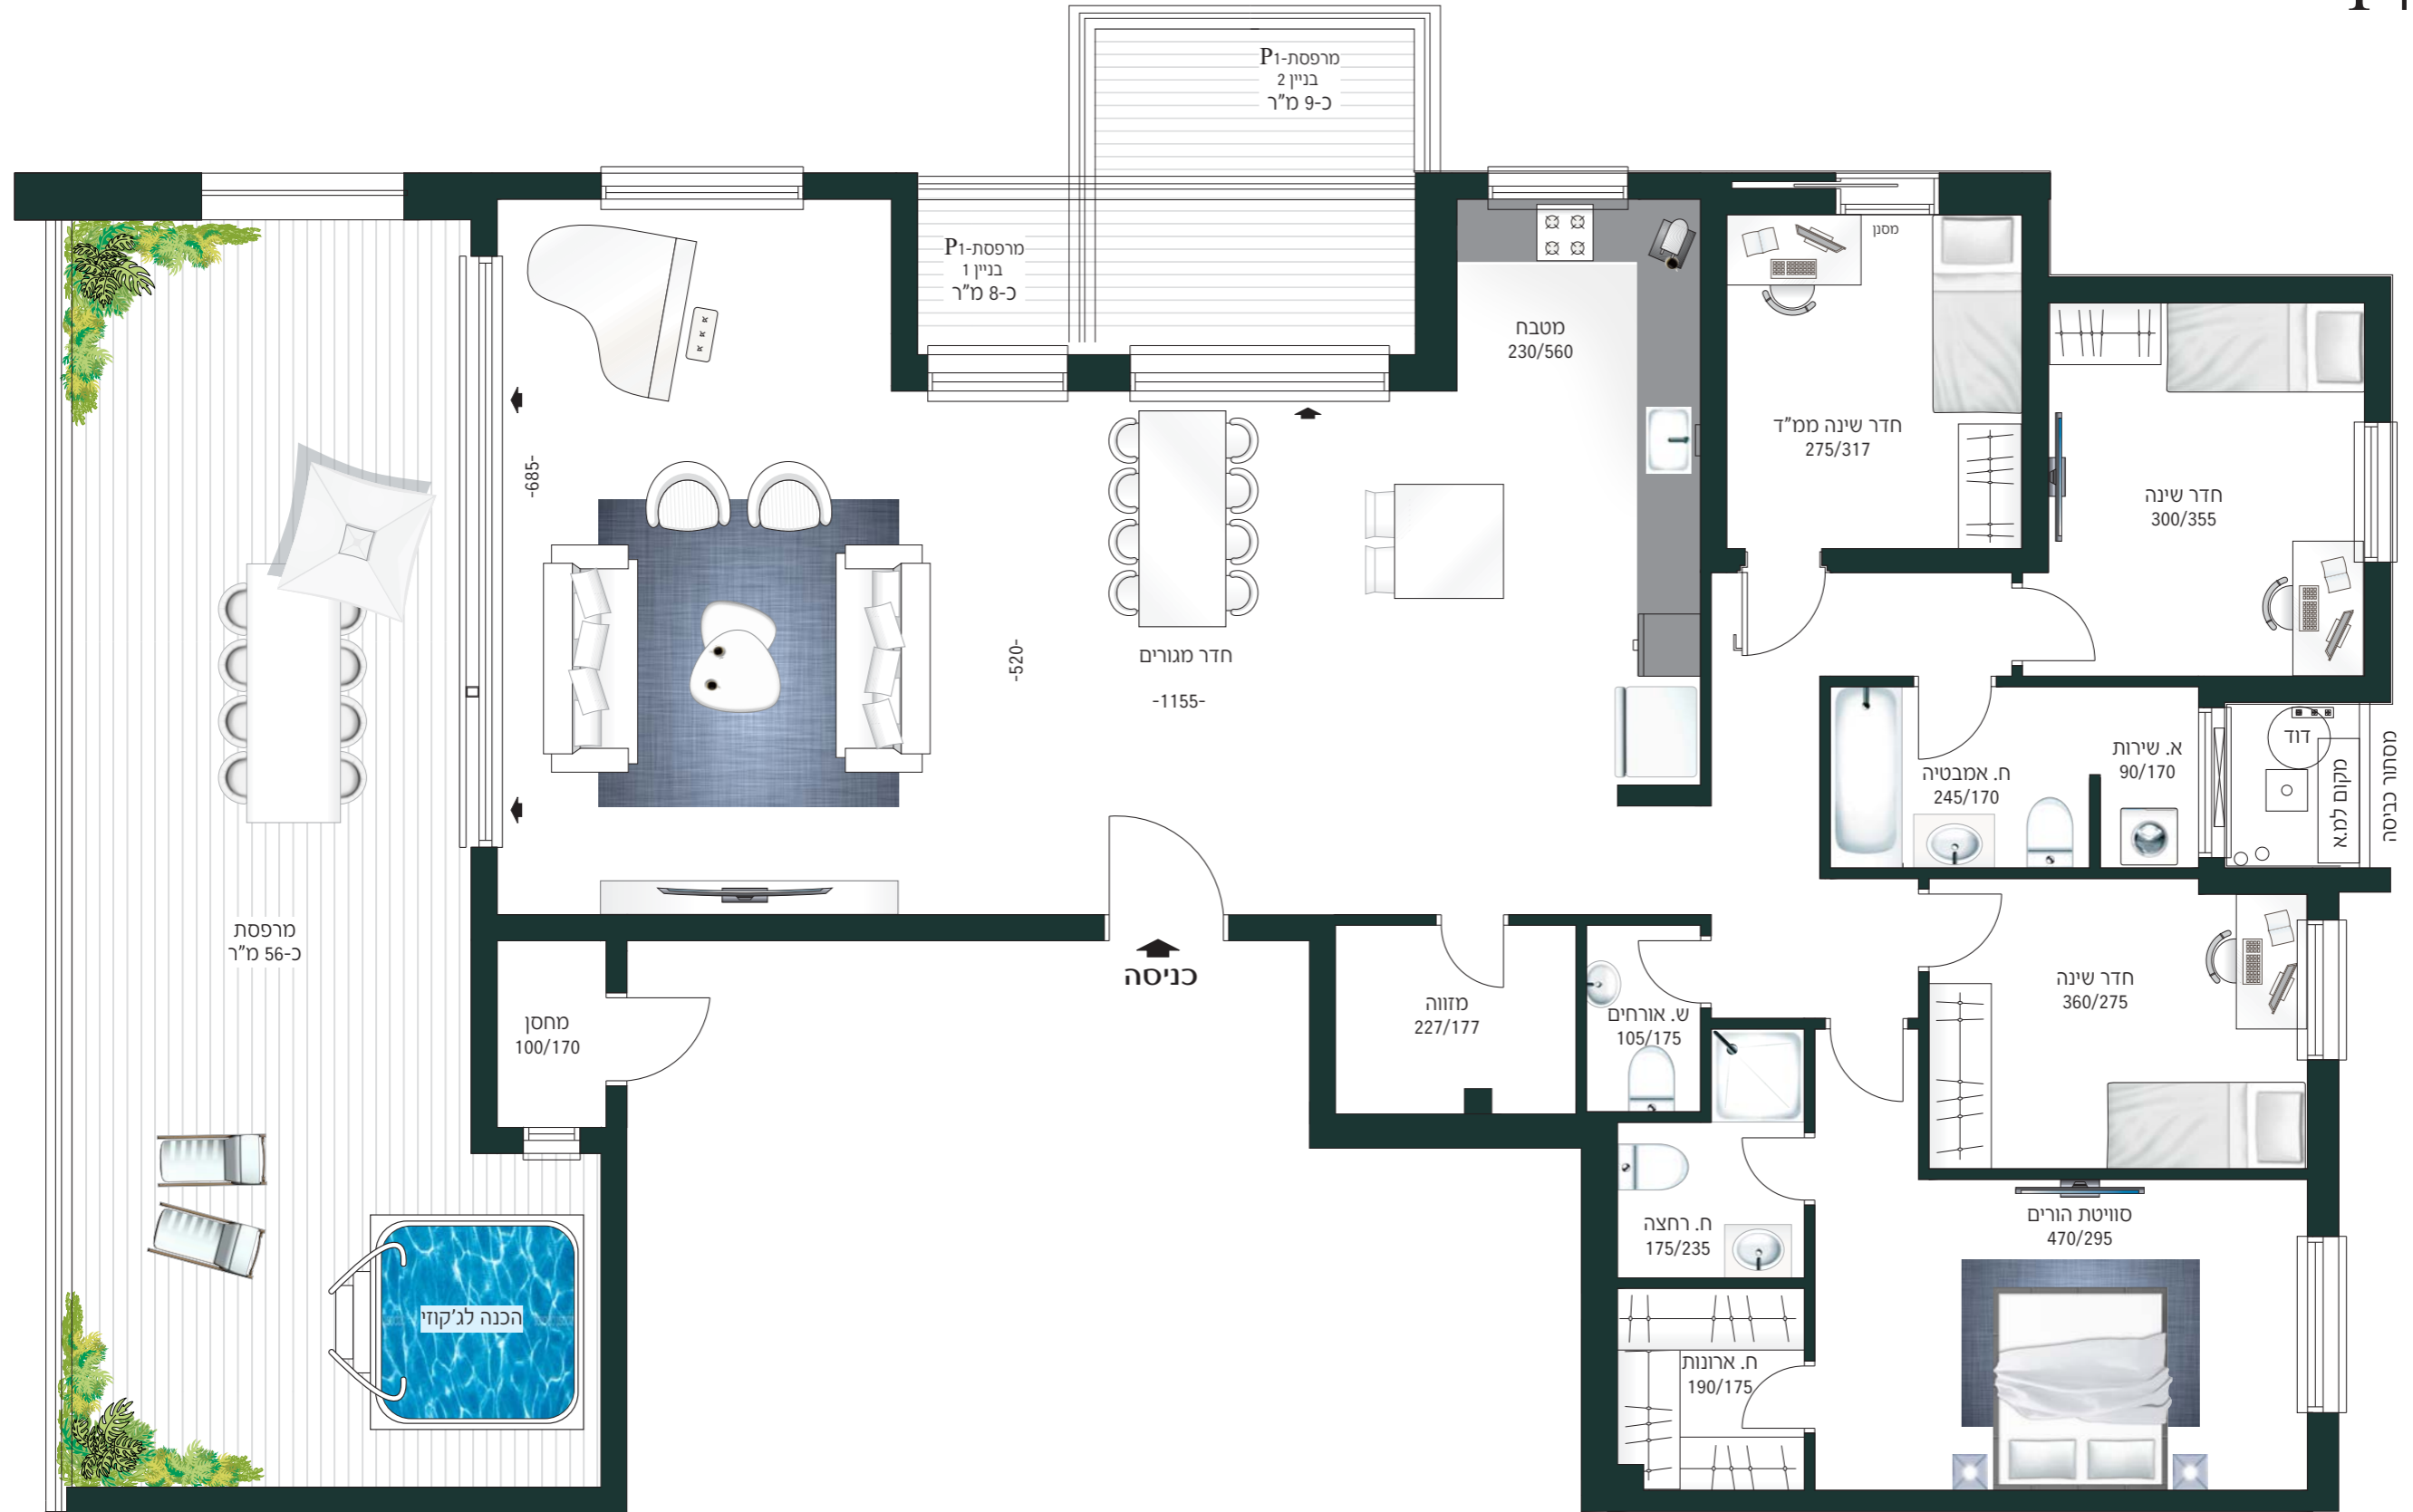 מרפסת-P1
בניין 2
כ-9 מ"ר
מרפסת-P1
בניין 1
כ-8 מ"ר
מסנן
מטבח
230/560
חדר שינה ממ"ד
275/317
חדר שינה
300/355
-685-
-520-
חדר מגורים
-1155-
א. שירות
90/170
ח. אמבטיה
245/170
דוד
מקום למ.א
מסתור כביסה
מרפסת
כ-56 מ"ר
כניסה
חדר שינה
360/275
מחסן
100/170
מזווה
227/177
ש. אורחים
105/175
ח. רחצה
175/235
סוויטת הורים
470/295
הכנה לג'קוזי
ח. ארונות
190/175